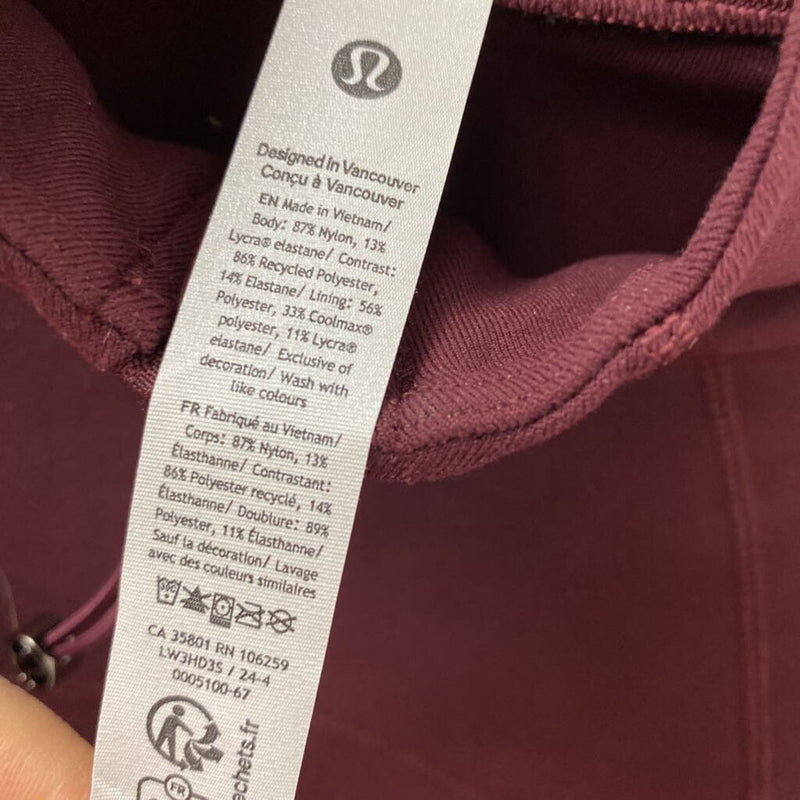 Designed in Vancouver
Conçu à Vancouver
EN Made in Vietnam/
Body: 87% Nylon, 13%
Lycra® elastane/ Contrast:
86% Recycled Polyester,
14% Elastane/ Lining: 56%
Polyester, 33% Coolmax®
polyester, 11% Lycra®
elastane/ Exclusive of
decoration/ Wash with
like colours
FR Fabriqué au Vietnam/
Corps: 87% Nylon, 13%
Élasthanne/ Contrastant:
86% Polyester recyclé, 14%
Élasthanne/ Doublure: 89%
Polyester, 11% Élasthanne/
Sauf la décoration/ Lavage
avec des couleurs similaires
CA 35801 RN 106259
LW3HD3S / 24-4
0005100-67
echets.fr
FR